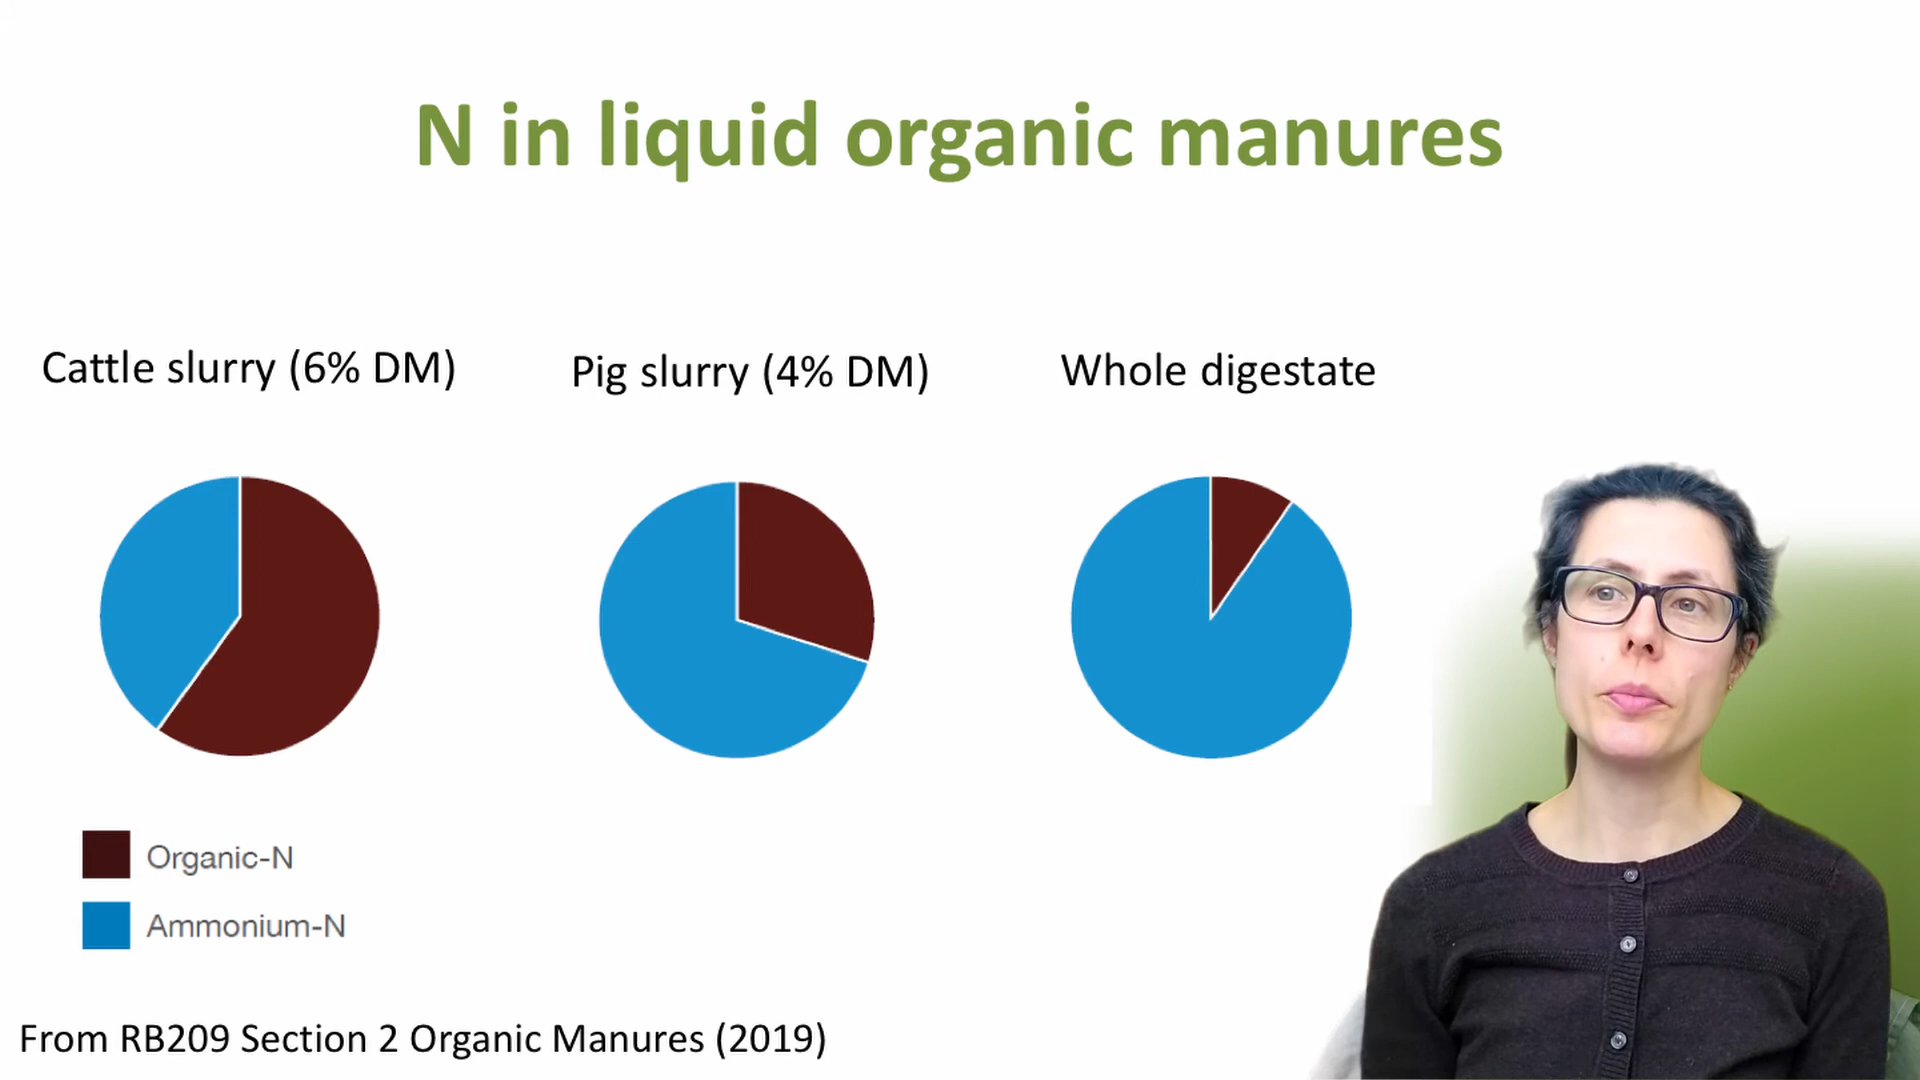 N in liquid organic manures
Cattle slurry (6% DM)
Pig slurry (4% DM)
Whole digestate
Organic-N
Ammonium-N
From RB209 Section 2 Organic Manures (2019)